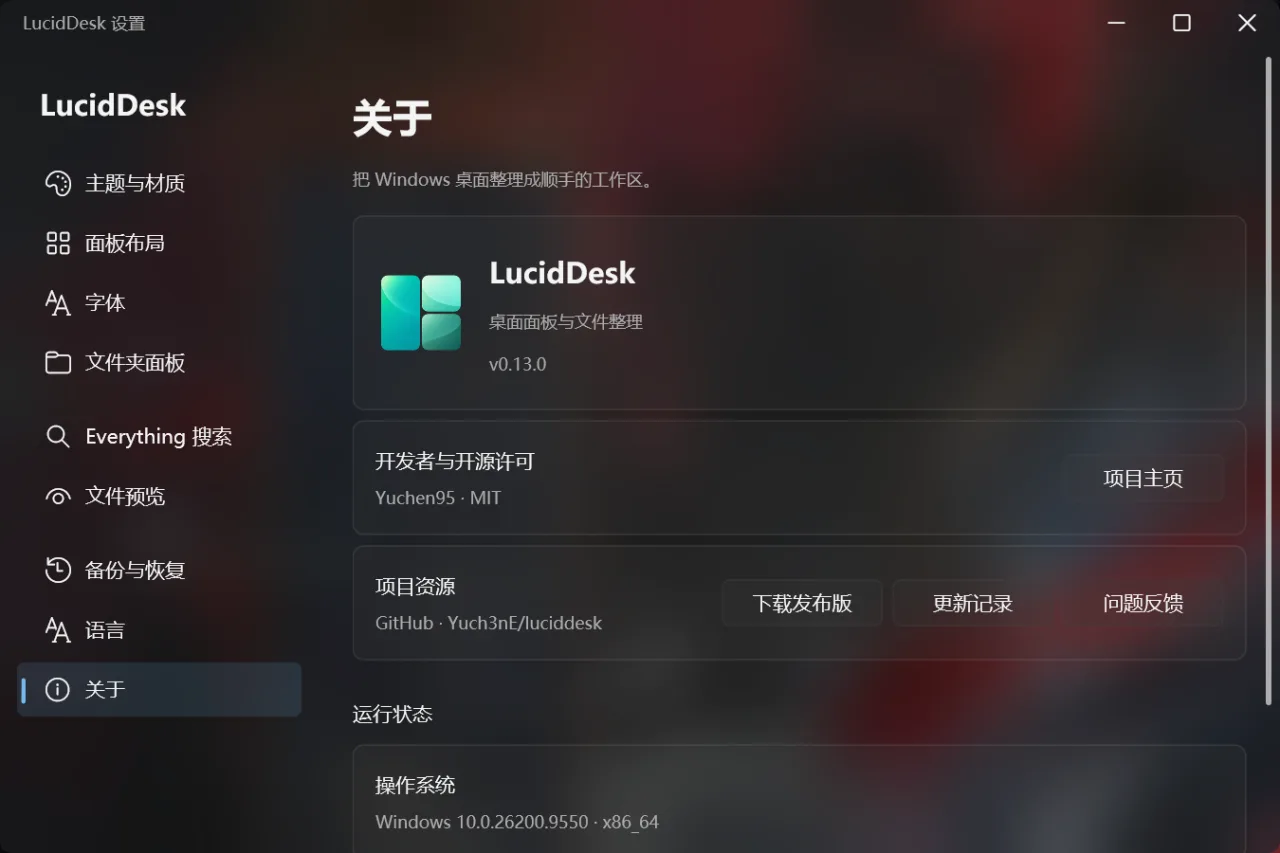 LucidDesk 设置
LucidDesk
主题与材质
面板布局
字体
文件夹面板
Everything 搜索
文件预览
备份与恢复
语言
关于
关于
把 Windows 桌面整理成顺手的工作区。
LucidDesk
桌面面板与文件整理
v0.13.0
开发者与开源许可
Yuchen95 · MIT
项目主页
项目资源
GitHub · Yuch3nE/luciddesk
下载发布版
更新记录
问题反馈
运行状态
操作系统
Windows 10.0.26200.9550 · x86_64